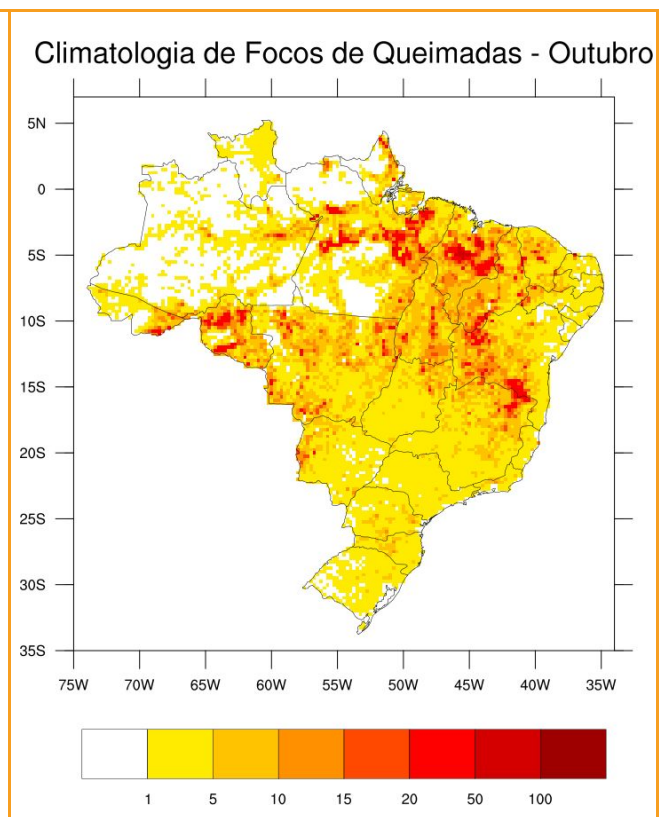 Climatologia de Focos de Queimadas - Outubro
5N
0
5S
10S
15S
20S
25S
30S
35S
75W 70W 65W 60W 55W 50W 45W 40W 35W
1 5 10 15 20 50 100